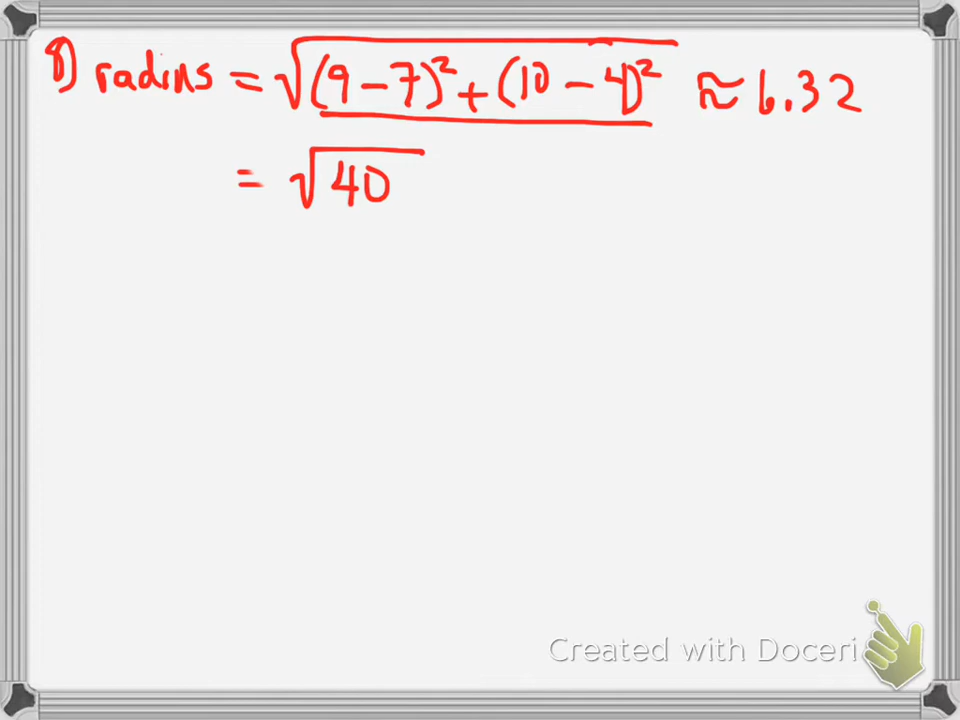 8) radius = √(9-7)² + (10-4)² ≈ 6.32
= √40
Created with Doceri